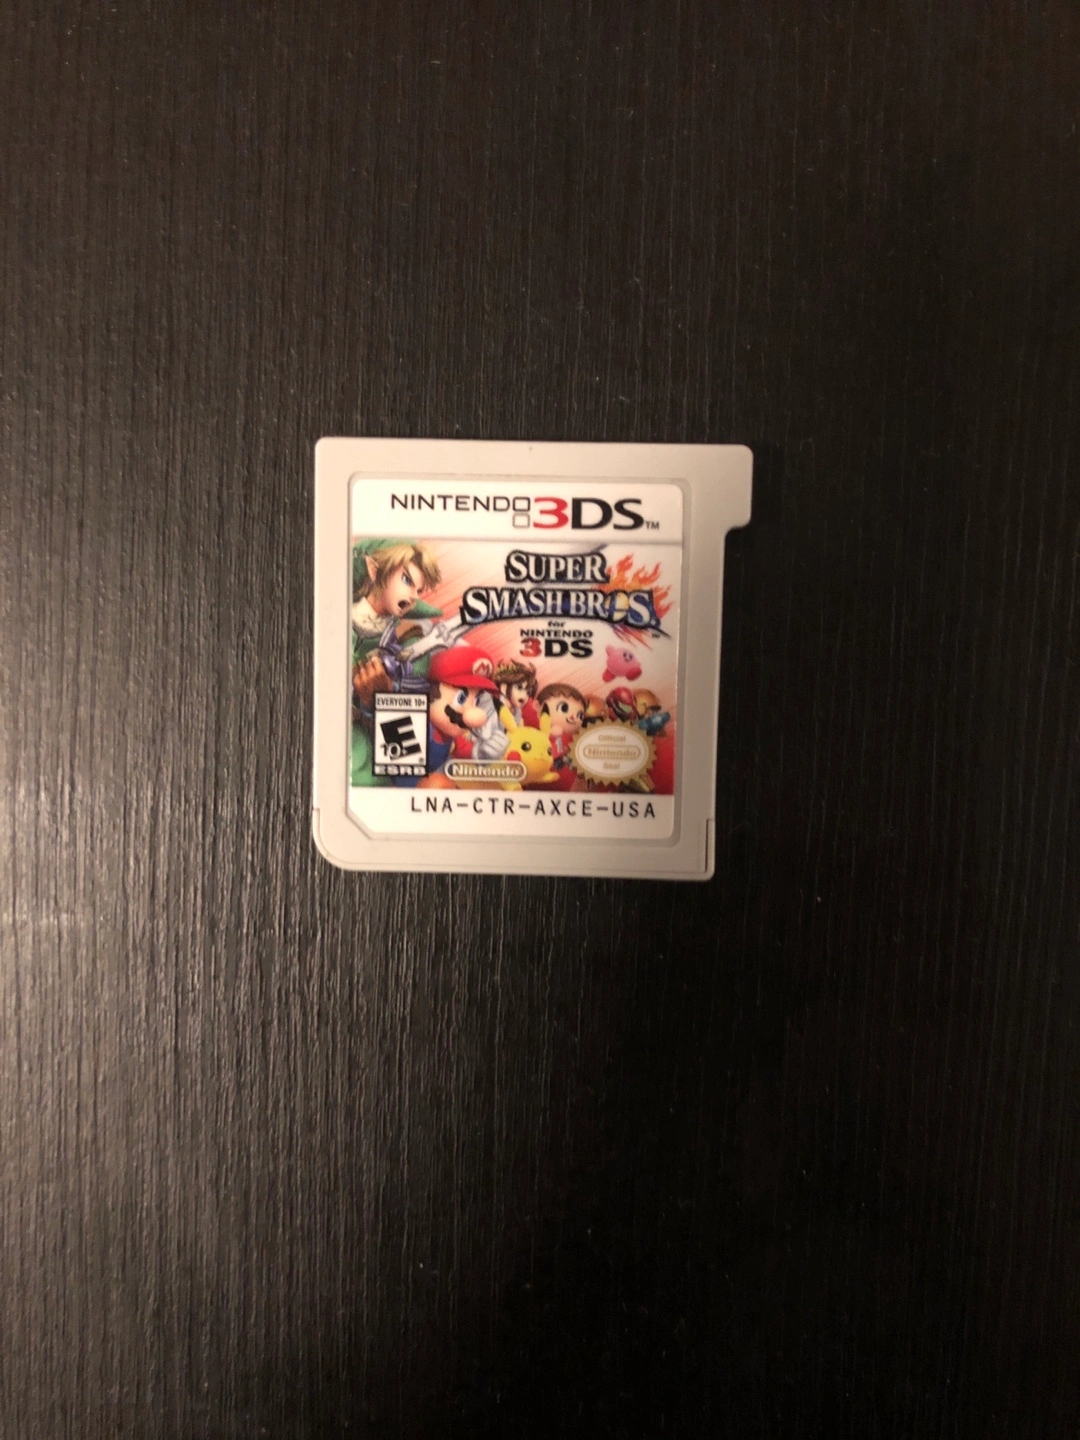 NINTENDO 3DS™
SUPER
SMASH BROS.
for
NINTENDO
3DS
M
EVERYONE 10+
E
10+
ESRB
Nintendo
Official
Nintendo
Seal
LNA-CTR-AXCE-USA